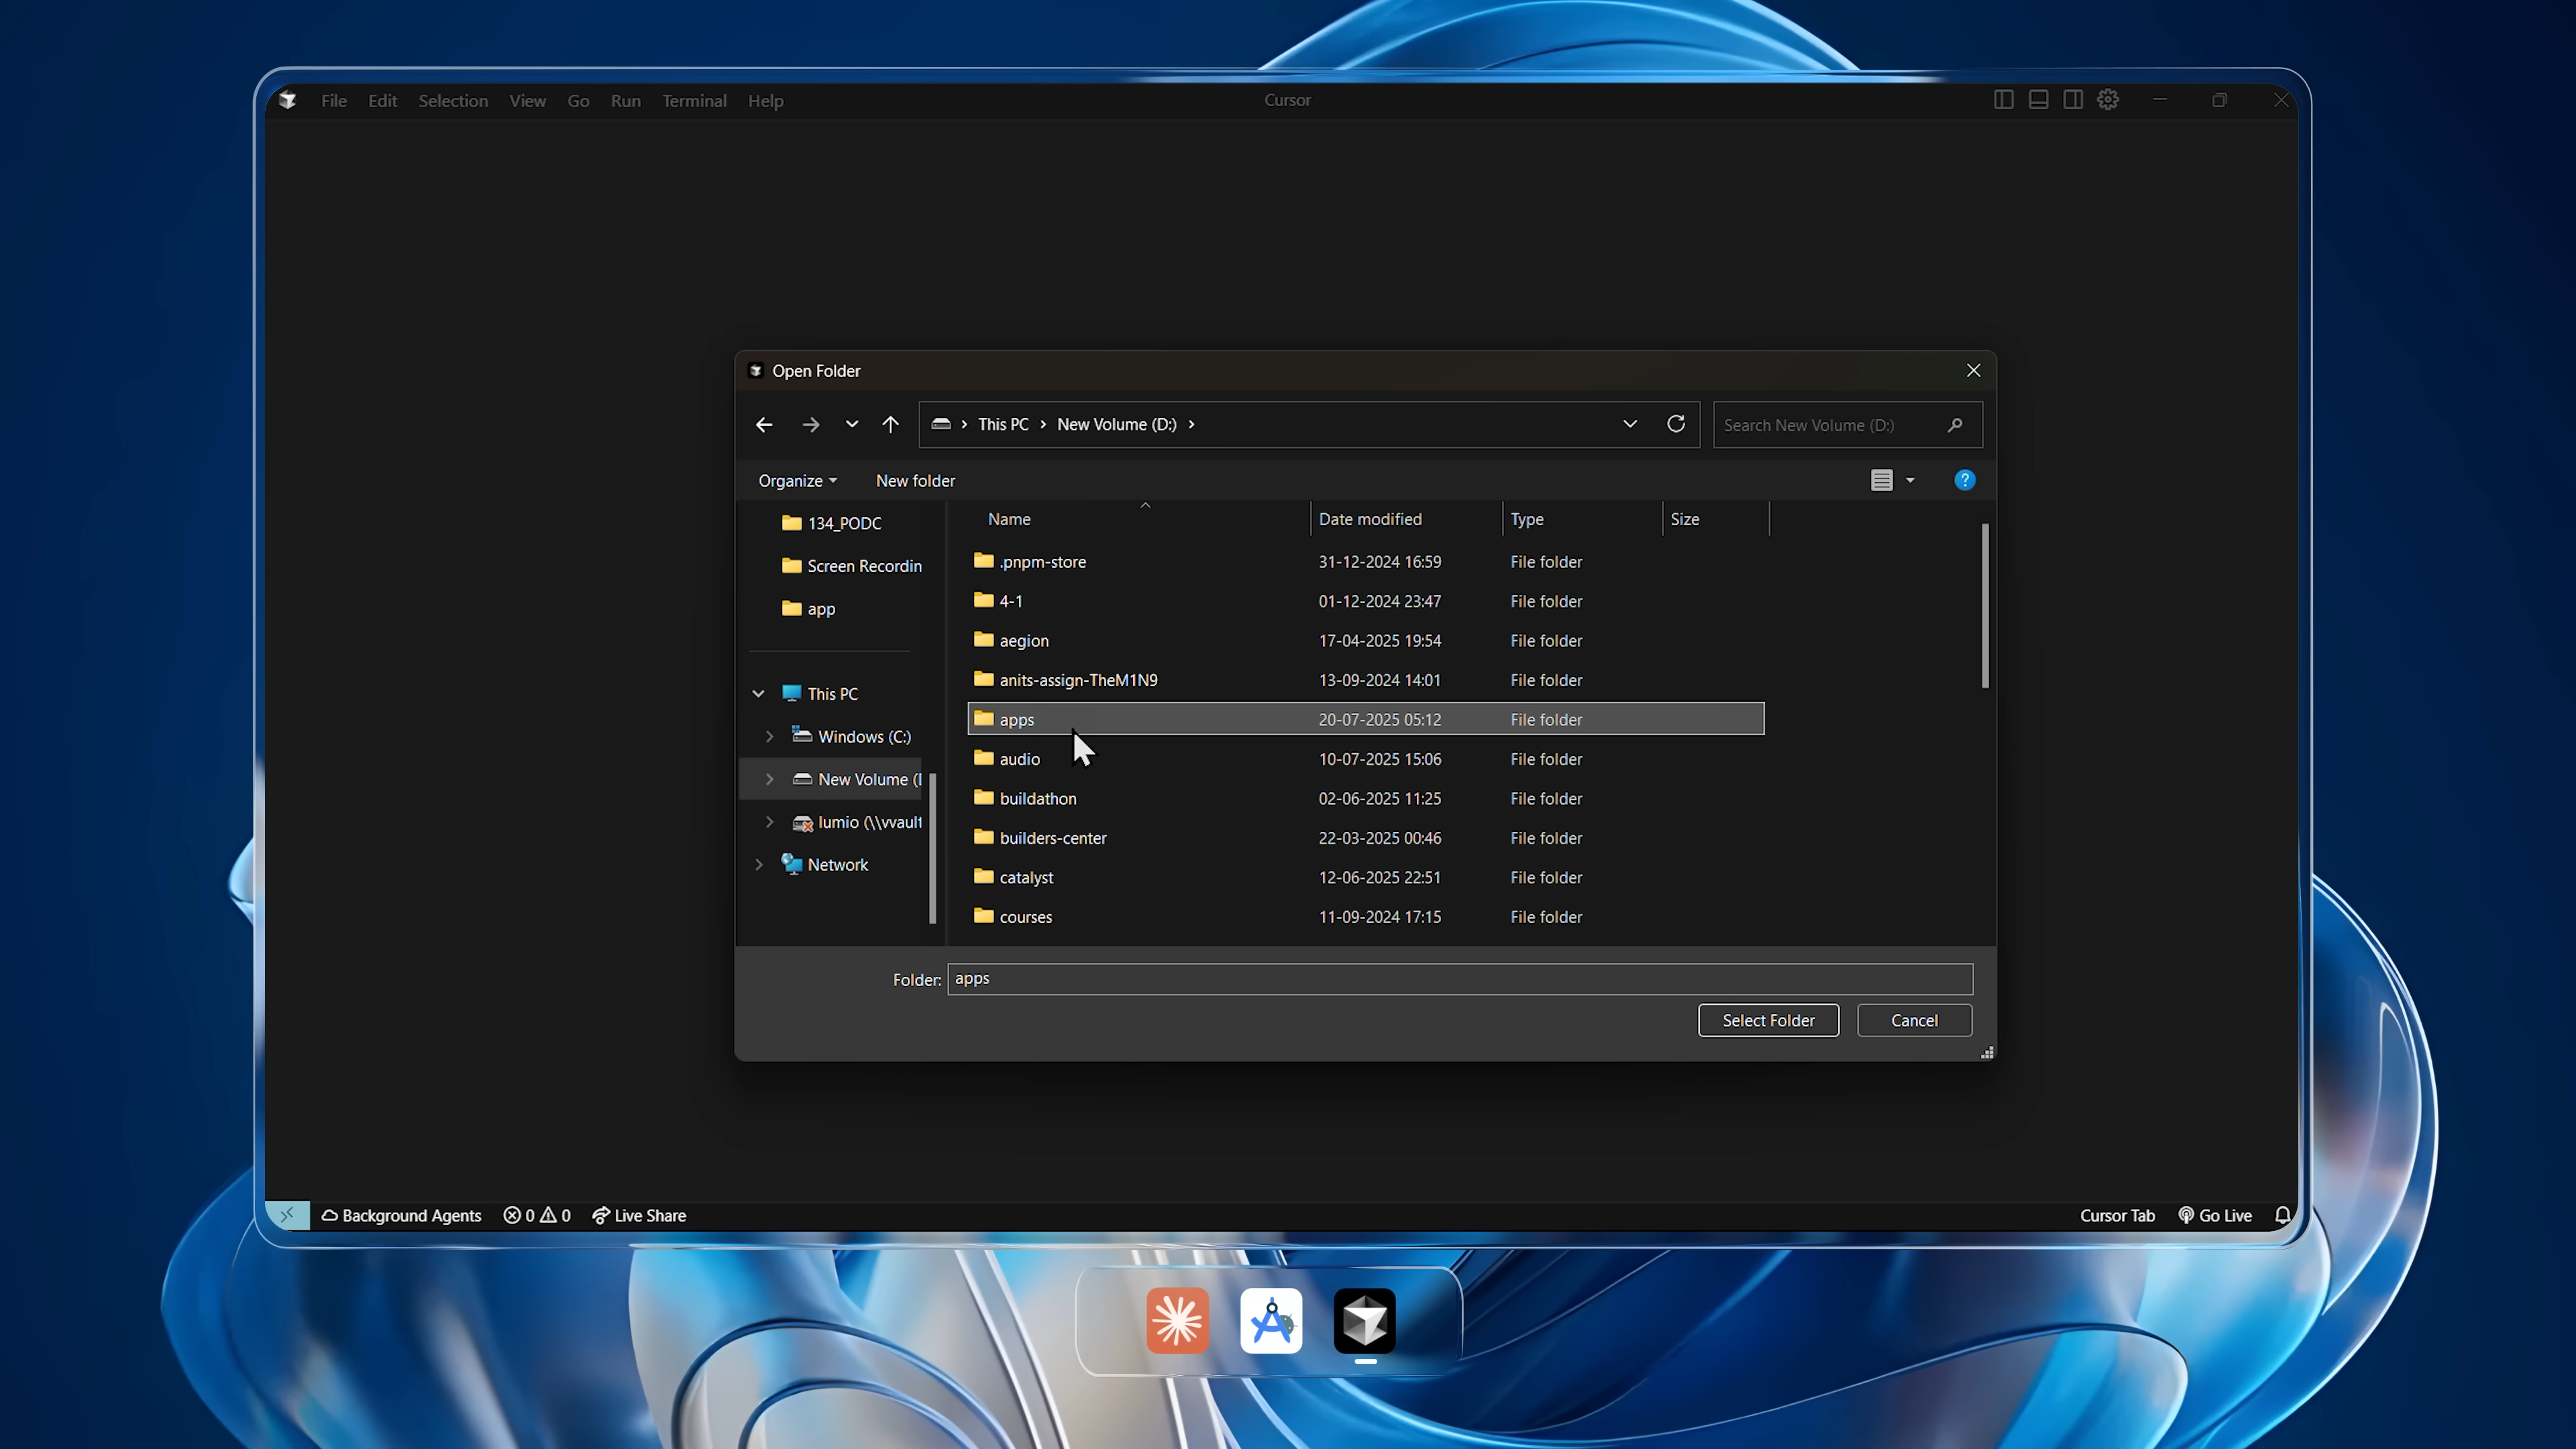 File Edit Selection View Go Run Terminal Help
Cursor
Open Folder
This PC > New Volume (D:) >
Search New Volume (D:)
Organize
New folder
134_PODC
Screen Recordin
app
This PC
Windows (C:)
New Volume (I
lumio (\\vvault
Network
Name Date modified Type Size
.pnpm-store 31-12-2024 16:59 File folder
4-1 01-12-2024 23:47 File folder
aegion 17-04-2025 19:54 File folder
anits-assign-TheM1N9 13-09-2024 14:01 File folder
apps 20-07-2025 05:12 File folder
audio 10-07-2025 15:06 File folder
buildathon 02-06-2025 11:25 File folder
builders-center 22-03-2025 00:46 File folder
catalyst 12-06-2025 22:51 File folder
courses 11-09-2024 17:15 File folder
Folder: apps
Select Folder Cancel
Background Agents 0 0 Live Share
Cursor Tab Go Live